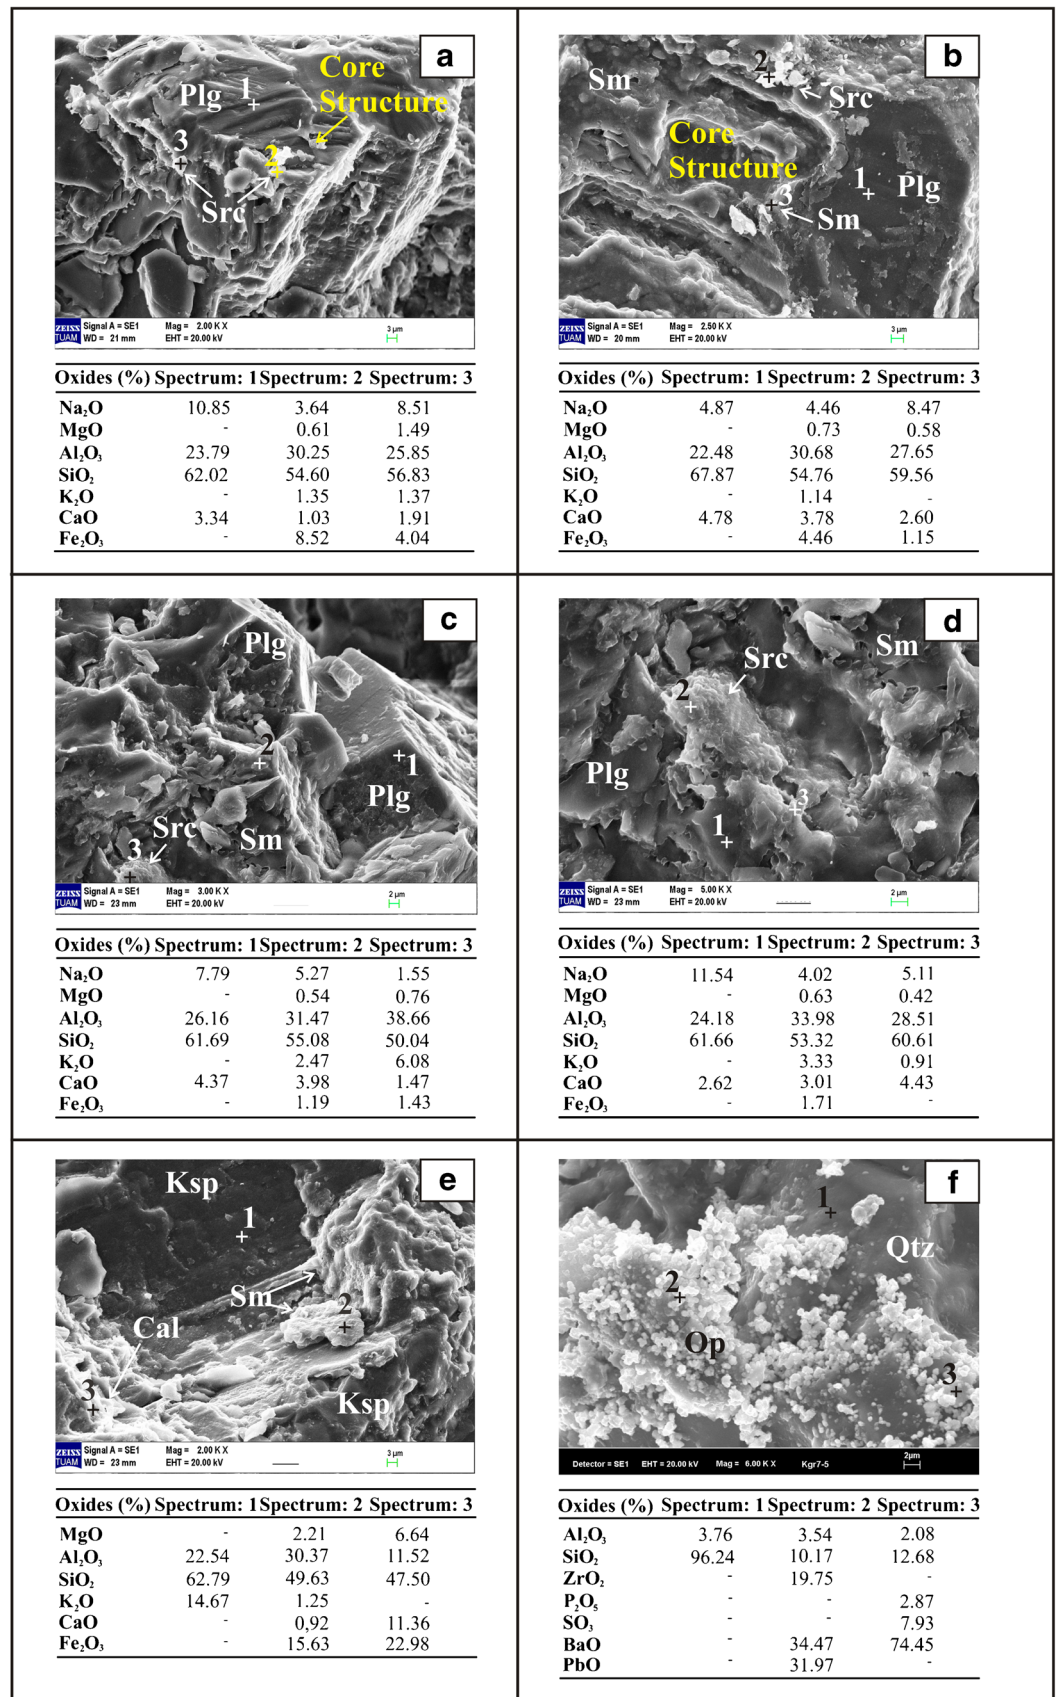 a
Core
Structure
Plg 1
3
2
Src
ZEISS
TUAM
Signal A = SE1 Mag = 2.00 K X
WD = 21 mm EHT = 20.00 kV
3 µm
Oxides (%) Spectrum: 1 Spectrum: 2 Spectrum: 3
Na₂O 10.85 3.64 8.51
MgO - 0.61 1.49
Al₂O₃ 23.79 30.25 25.85
SiO₂ 62.02 54.60 56.83
K₂O - 1.35 1.37
CaO 3.34 1.03 1.91
Fe₂O₃ - 8.52 4.04
b
2
Sm
Src
Core
Structure
1
Plg
3
Sm
ZEISS
TUAM
Signal A = SE1 Mag = 2.50 K X
WD = 20 mm EHT = 20.00 kV
3 µm
Oxides (%) Spectrum: 1 Spectrum: 2 Spectrum: 3
Na₂O 4.87 4.46 8.47
MgO - 0.73 0.58
Al₂O₃ 22.48 30.68 27.65
SiO₂ 67.87 54.76 59.56
K₂O - 1.14 -
CaO 4.78 3.78 2.60
Fe₂O₃ - 4.46 1.15
c
Plg
2
1
Plg
Src
Sm
3
ZEISS
TUAM
Signal A = SE1 Mag = 3.00 K X
WD = 23 mm EHT = 20.00 kV
2 µm
Oxides (%) Spectrum: 1 Spectrum: 2 Spectrum: 3
Na₂O 7.79 5.27 1.55
MgO - 0.54 0.76
Al₂O₃ 26.16 31.47 38.66
SiO₂ 61.69 55.08 50.04
K₂O - 2.47 6.08
CaO 4.37 3.98 1.47
Fe₂O₃ - 1.19 1.43
d
Sm
Src
2
Plg
3
1
ZEISS
TUAM
Signal A = SE1 Mag = 5.00 K X
WD = 23 mm EHT = 20.00 kV
2 µm
Oxides (%) Spectrum: 1 Spectrum: 2 Spectrum: 3
Na₂O 11.54 4.02 5.11
MgO - 0.63 0.42
Al₂O₃ 24.18 33.98 28.51
SiO₂ 61.66 53.32 60.61
K₂O - 3.33 0.91
CaO 2.62 3.01 4.43
Fe₂O₃ - 1.71 -
e
Ksp
1
Sm
2
Cal
3
Ksp
ZEISS
TUAM
Signal A = SE1 Mag = 2.00 K X
WD = 23 mm EHT = 20.00 kV
3 µm
Oxides (%) Spectrum: 1 Spectrum: 2 Spectrum: 3
MgO - 2.21 6.64
Al₂O₃ 22.54 30.37 11.52
SiO₂ 62.79 49.63 47.50
K₂O 14.67 1.25 -
CaO - 0,92 11.36
Fe₂O₃ - 15.63 22.98
f
1
Qtz
2
Op
3
Detector = SE1 EHT = 20.00 kV Mag = 6.00 K X Kgr7-5
2µm
Oxides (%) Spectrum: 1 Spectrum: 2 Spectrum: 3
Al₂O₃ 3.76 3.54 2.08
SiO₂ 96.24 10.17 12.68
ZrO₂ - 19.75 -
P₂O₅ - - 2.87
SO₃ - - 7.93
BaO - 34.47 74.45
PbO - 31.97 -